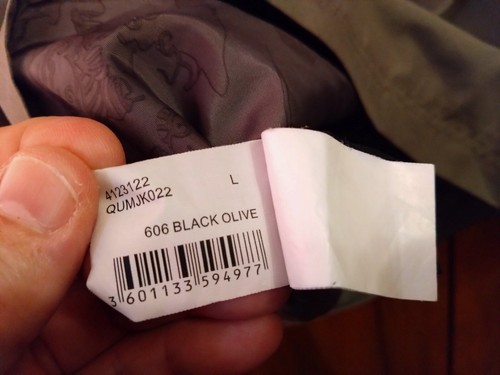 4123122
QUMJK022
L
606 BLACK OLIVE
3 601133 594977